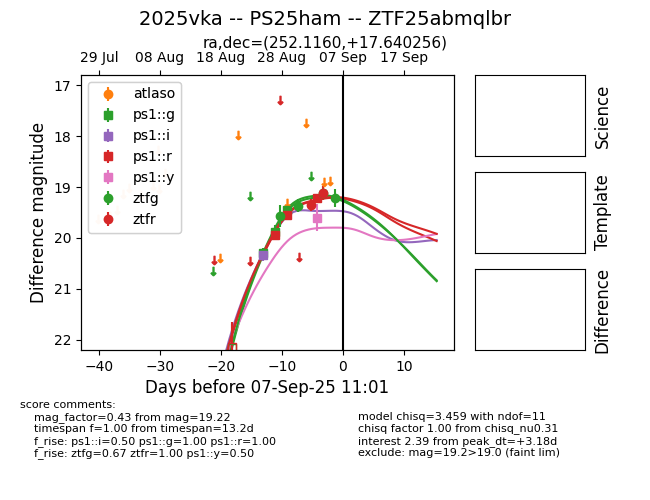 2025vka -- PS25ham -- ZTF25abmqlbr
ra,dec=(252.1160,+17.640256)
29 Jul 08 Aug 18 Aug 28 Aug 07 Sep 17 Sep
17
18
19
20
21
22
Difference magnitude
atlaso
ps1::g
ps1::i
ps1::r
ps1::y
ztfg
ztfr
−40 −30 −20 −10 0 10
Days before 07-Sep-25 11:01
Science
Template
Difference
score comments:
mag_factor=0.43 from mag=19.22
timespan f=1.00 from timespan=13.2d
f_rise: ps1::i=0.50 ps1::g=1.00 ps1::r=1.00
f_rise: ztfg=0.67 ztfr=1.00 ps1::y=0.50
model chisq=3.459 with ndof=11
chisq factor 1.00 from chisq_nu0.31
interest 2.39 from peak_dt=+3.18d
exclude: mag=19.2>19.0 (faint lim)